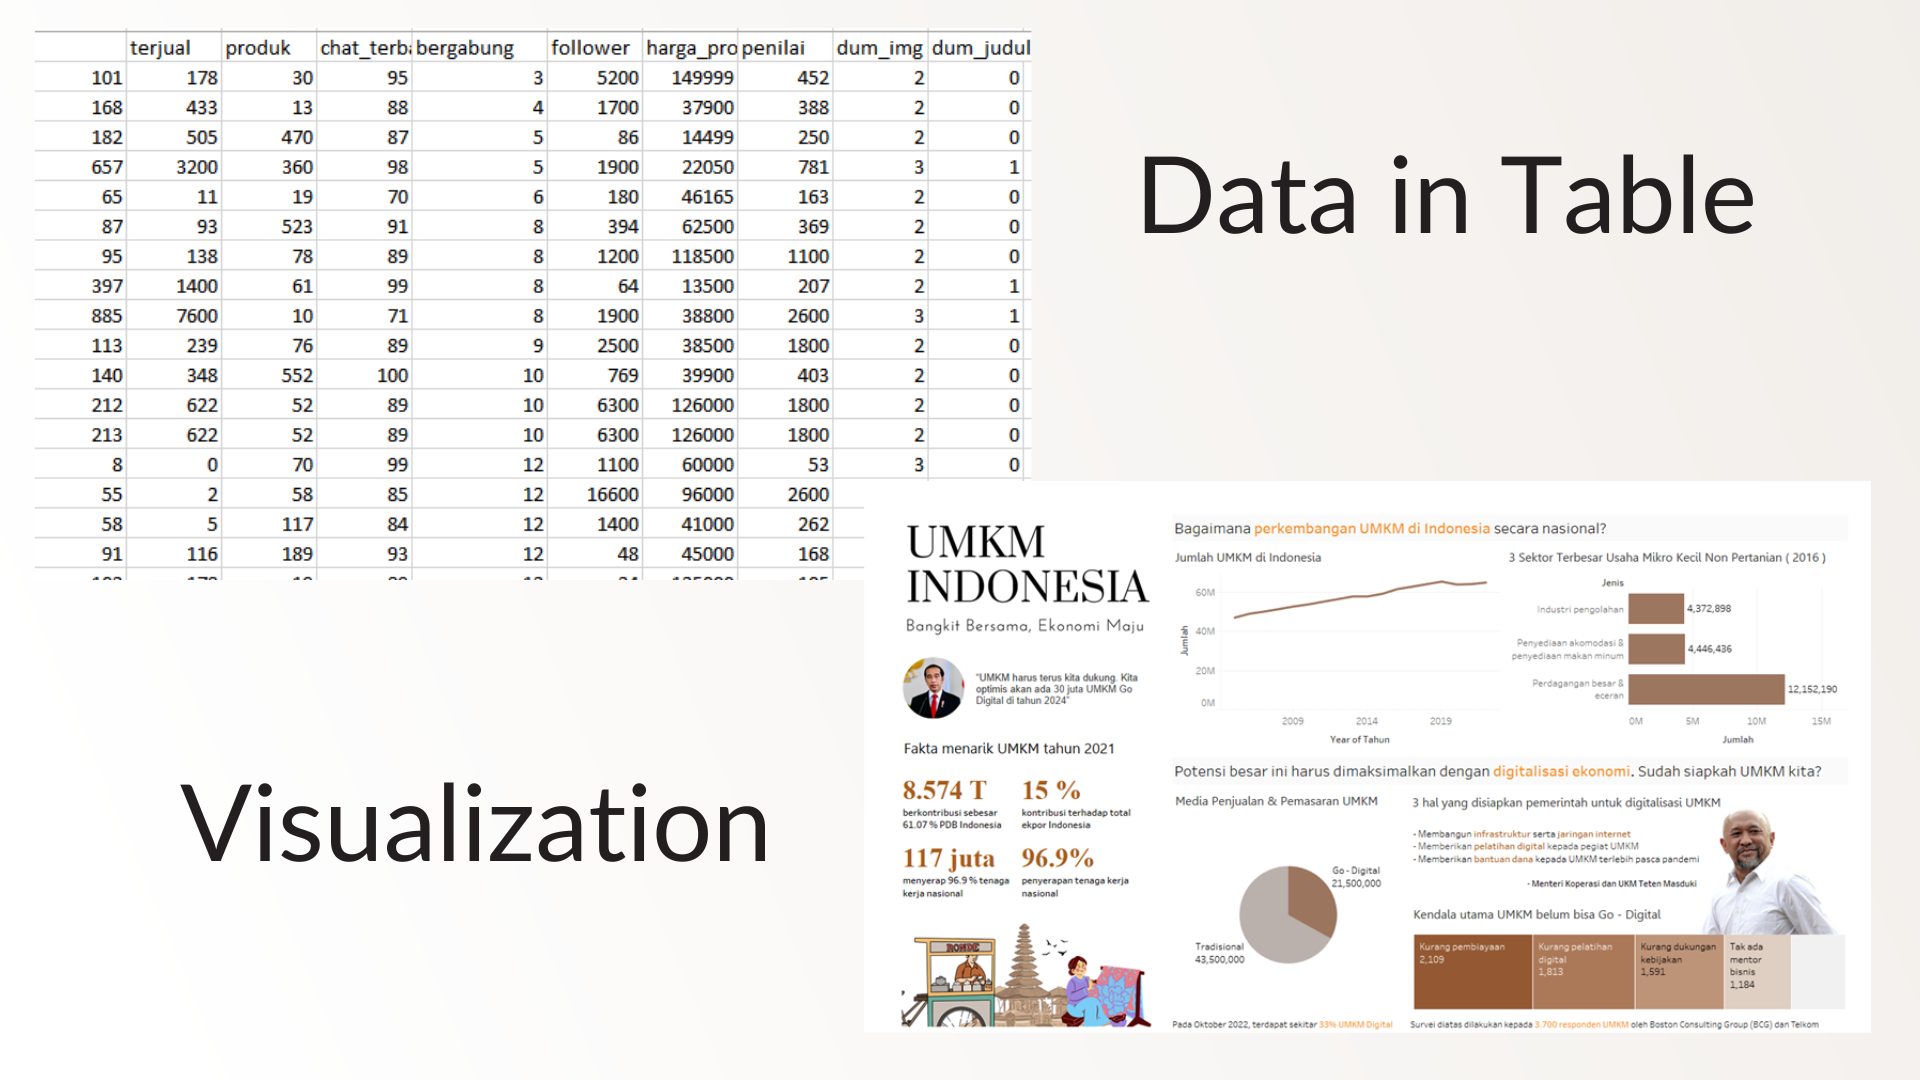 terjual produk chat_terba bergabung follower harga_pro penilai dum_img dum_judul
101 178 30 95 3 5200 149999 452 2 0
168 433 13 88 4 1700 37900 388 2 0
182 505 470 87 5 86 14499 250 2 0
657 3200 360 98 5 1900 22050 781 3 1
65 11 19 70 6 180 46165 163 2 0
87 93 523 91 8 394 62500 369 2 0
95 138 78 89 8 1200 118500 1100 2 0
397 1400 61 99 8 64 13500 207 2 1
885 7600 10 71 8 1900 38800 2600 3 1
113 239 76 89 9 2500 38500 1800 2 0
140 348 552 100 10 769 39900 403 2 0
212 622 52 89 10 6300 126000 1800 2 0
213 622 52 89 10 6300 126000 1800 2 0
8 0 70 99 12 1100 60000 53 3 0
55 2 58 85 12 16600 96000 2600
58 5 117 84 12 1400 41000 262
91 116 189 93 12 48 45000 168
Data in Table
Visualization
UMKM
INDONESIA
Bangkit Bersama, Ekonomi Maju
"UMKM harus terus kita dukung. Kita
optimis akan ada 30 juta UMKM Go
Digital di tahun 2024"
Fakta menarik UMKM tahun 2021
8.574 T
berkontribusi sebesar
61.07 % PDB Indonesia
15 %
kontribusi terhadap total
ekpor Indonesia
117 juta
menyerap 96.9 % tenaga
kerja nasional
96.9%
penyerapan tenaga kerja
nasional
RONDE
Bagaimana perkembangan UMKM di Indonesia secara nasional?
Jumlah UMKM di Indonesia
Jumlah
60M
40M
20M
0M
2009 2014 2019
Year of Tahun
3 Sektor Terbesar Usaha Mikro Kecil Non Pertanian ( 2016 )
Jenis
Industri pengolahan 4,372,898
Penyediaan akomodasi &
penyediaan makan minum 4,446,436
Perdagangan besar &
eceran 12,152,190
0M 5M 10M 15M
Jumlah
Potensi besar ini harus dimaksimalkan dengan digitalisasi ekonomi. Sudah siapkah UMKM kita?
Media Penjualan & Pemasaran UMKM
Go - Digital
21,500,000
Tradisional
43,500,000
Pada Oktober 2022, terdapat sekitar 33% UMKM Digital
3 hal yang disiapkan pemerintah untuk digitalisasi UMKM
- Membangun infrastruktur serta jaringan internet
- Memberikan pelatihan digital kepada pegiat UMKM
- Memberikan bantuan dana kepada UMKM terlebih pasca pandemi
- Menteri Koperasi dan UKM Teten Masduki
Kendala utama UMKM belum bisa Go - Digital
Kurang pembiayaan
2,109
Kurang pelatihan
digital
1,813
Kurang dukungan
kebijakan
1,591
Tak ada
mentor
bisnis
1,184
Survei diatas dilakukan kepada 3.700 responden UMKM oleh Boston Consulting Group (BCG) dan Telkom